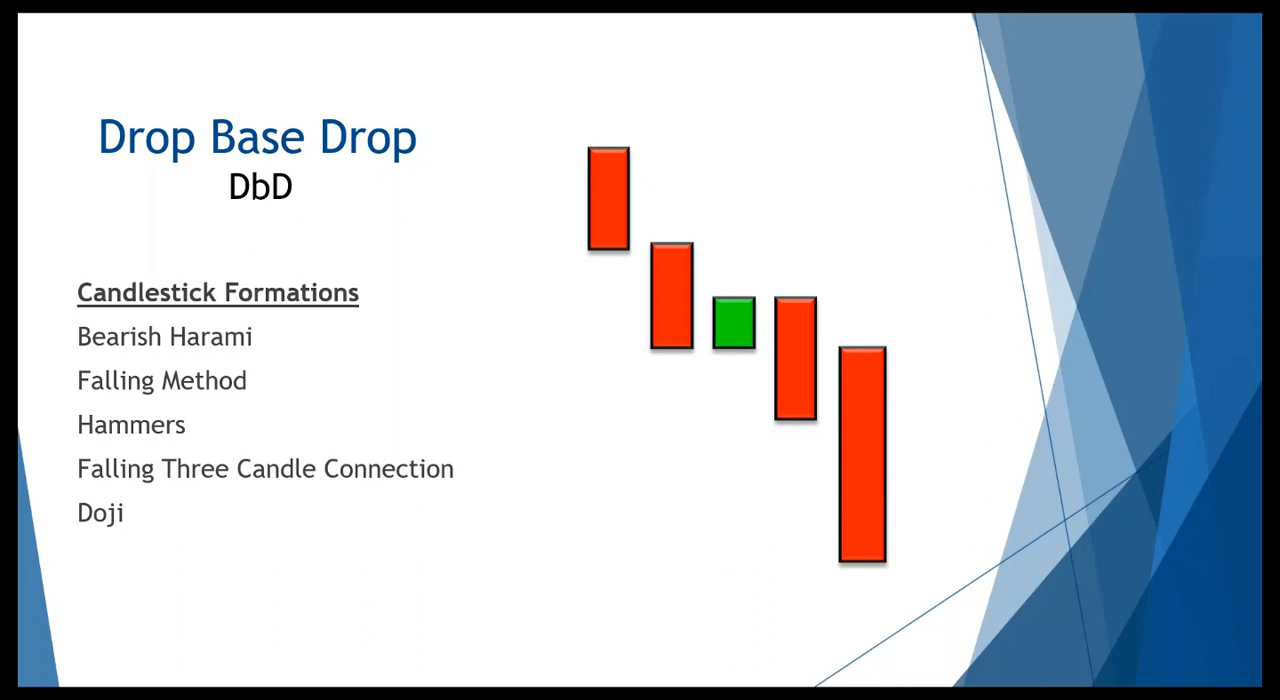 Drop Base Drop
DbD
Candlestick Formations
Bearish Harami
Falling Method
Hammers
Falling Three Candle Connection
Doji